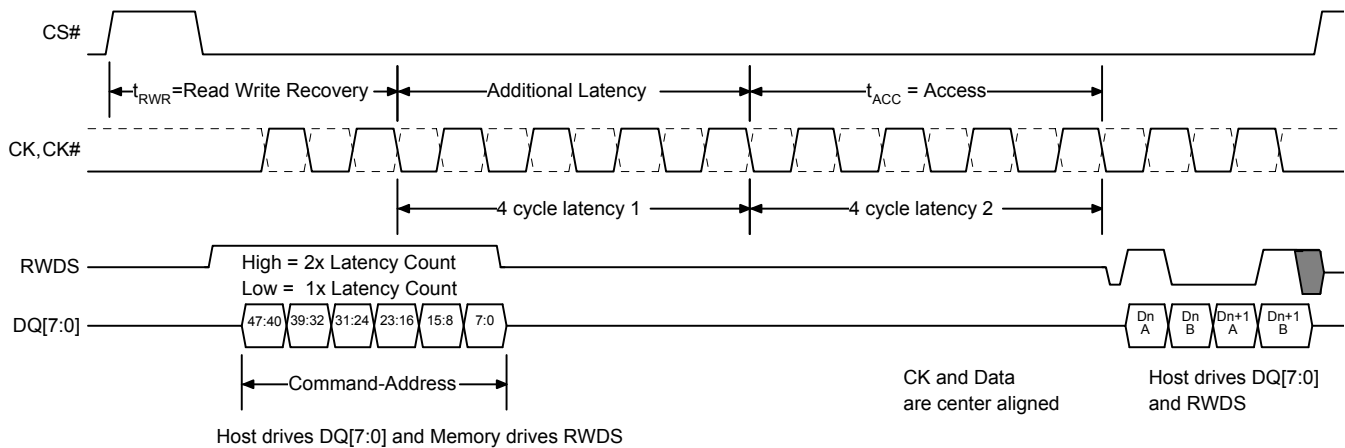 CS#
t_RWR=Read Write Recovery
Additional Latency
t_ACC = Access
CK,CK#
4 cycle latency 1
4 cycle latency 2
RWDS
High = 2x Latency Count
Low = 1x Latency Count
DQ[7:0]
47:40 39:32 31:24 23:16 15:8 7:0
Dn A
Dn B
Dn+1 A
Dn+1 B
Command-Address
CK and Data
are center aligned
Host drives DQ[7:0]
and RWDS
Host drives DQ[7:0] and Memory drives RWDS